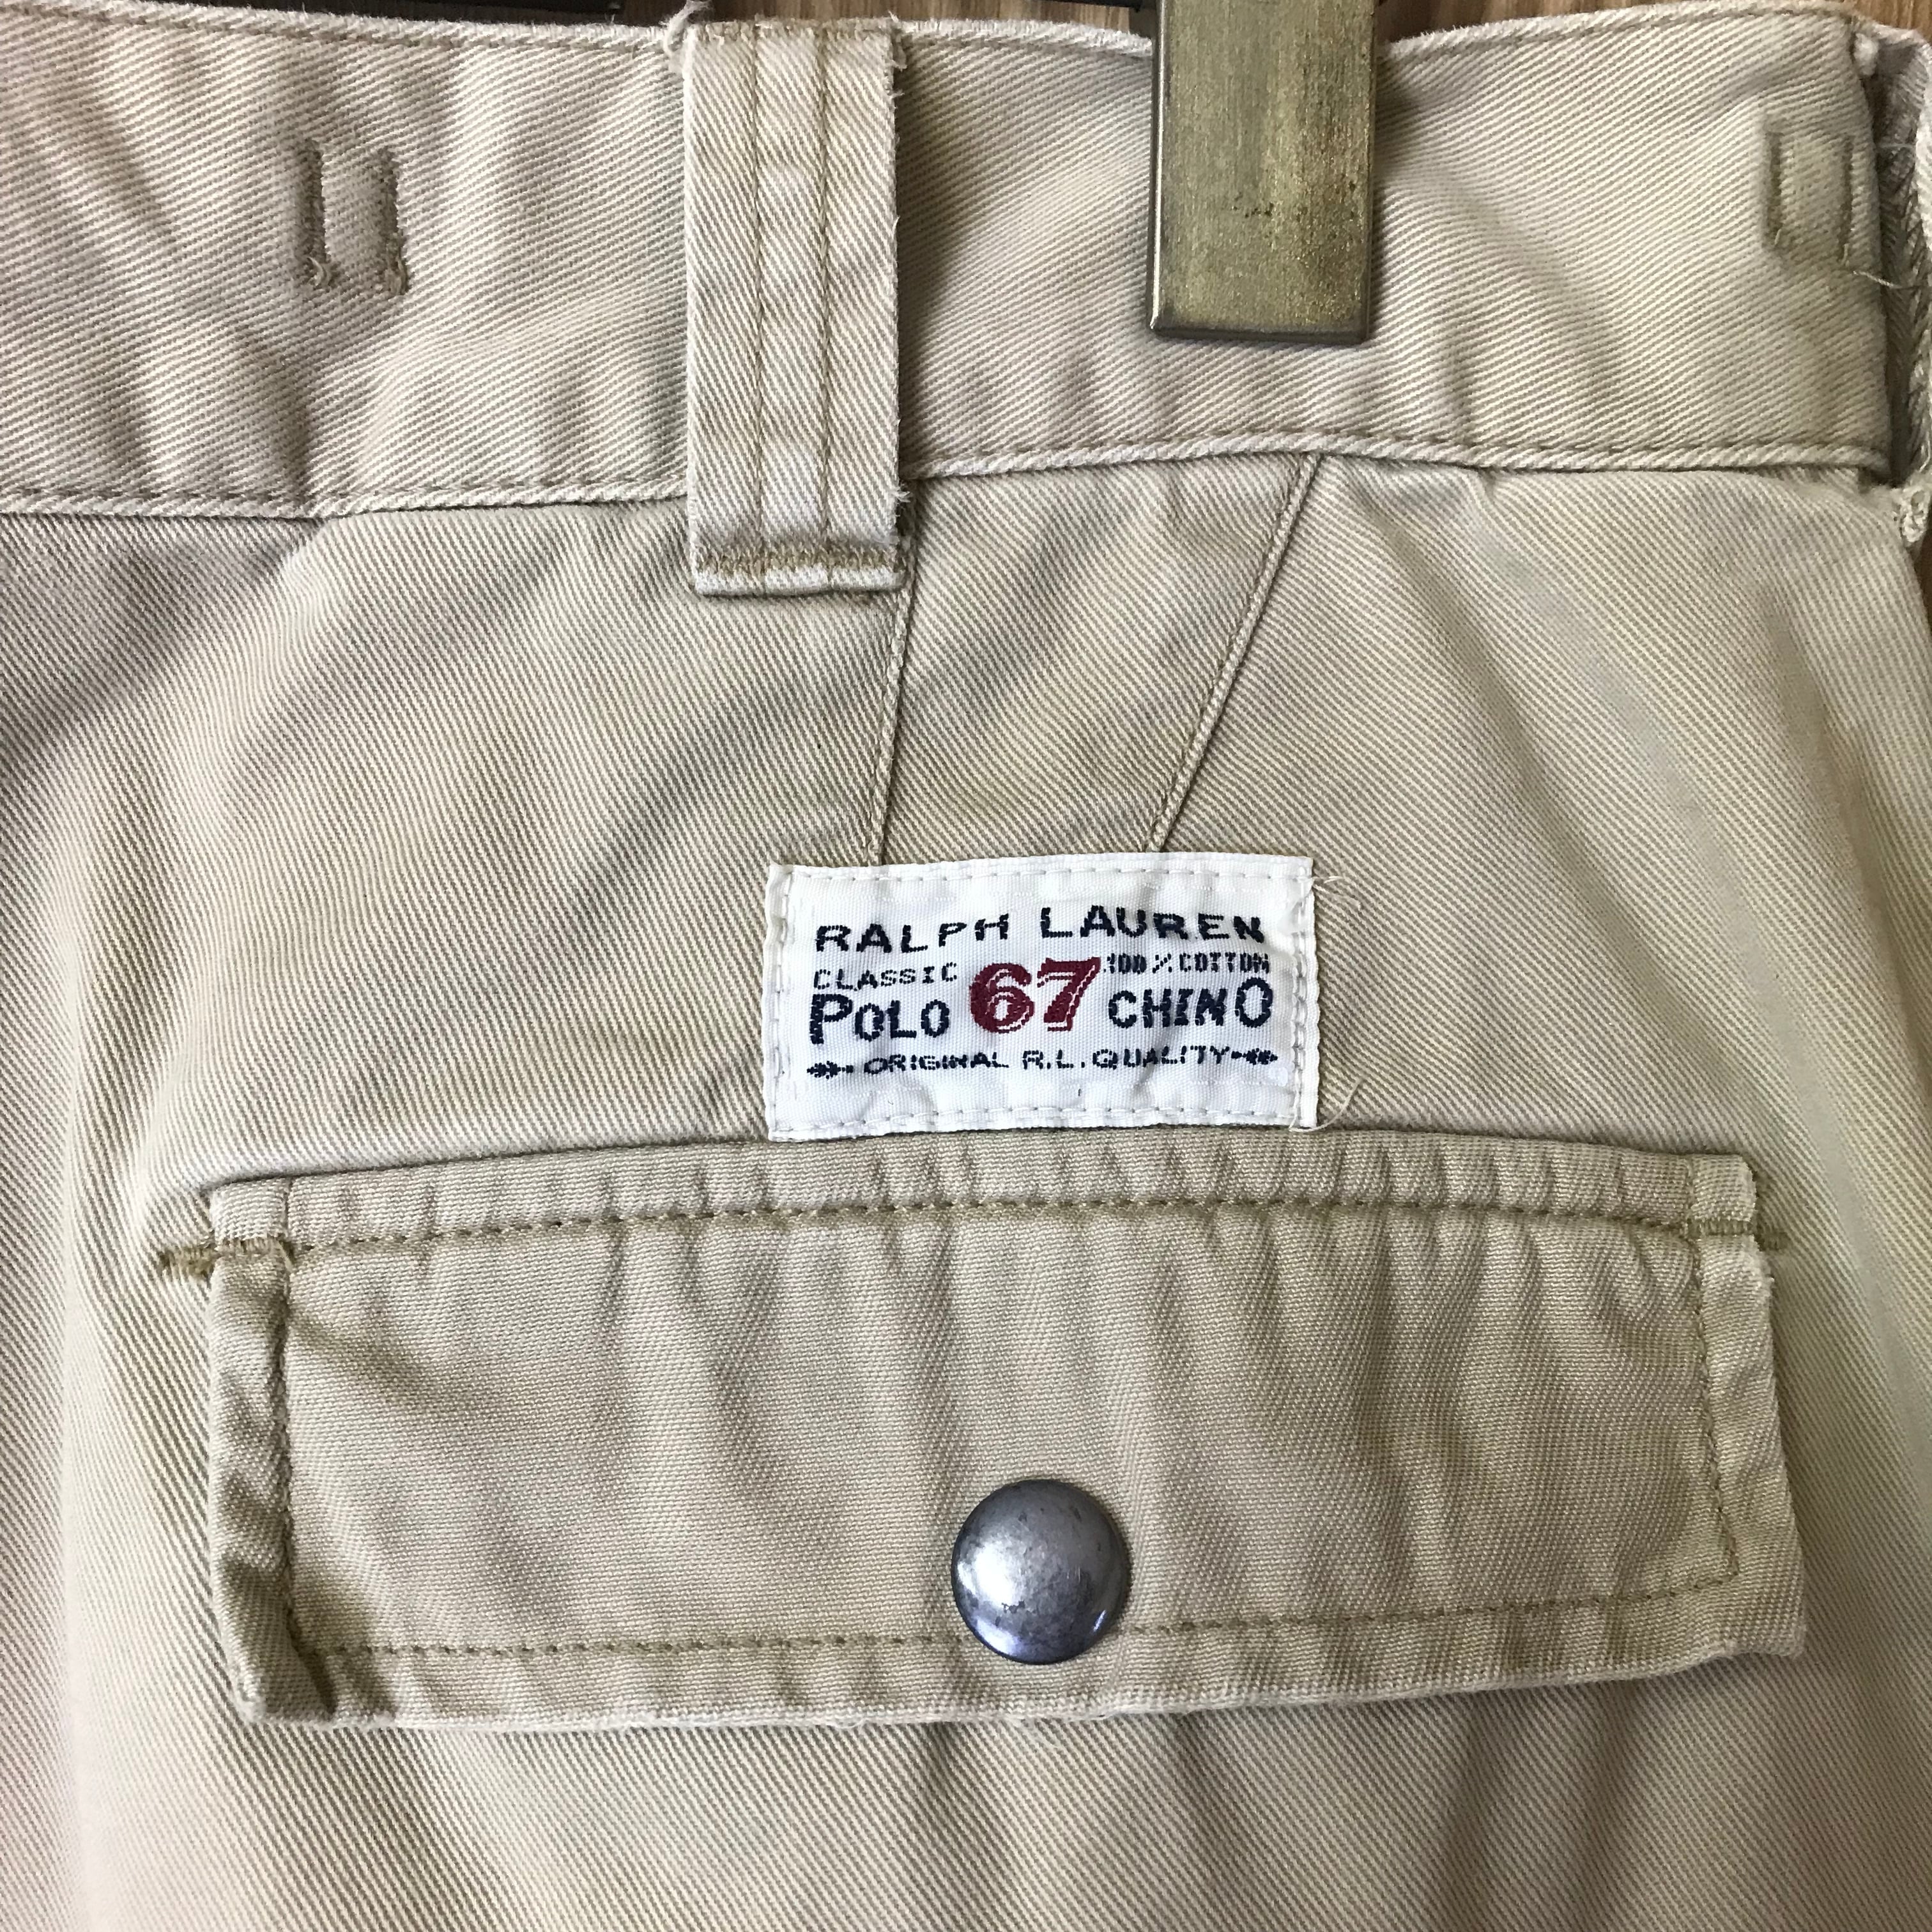 RALPH LAUREN
CLASSIC 67 100% COTTON
POLO CHINO
ORIGINAL R.L. QUALITY